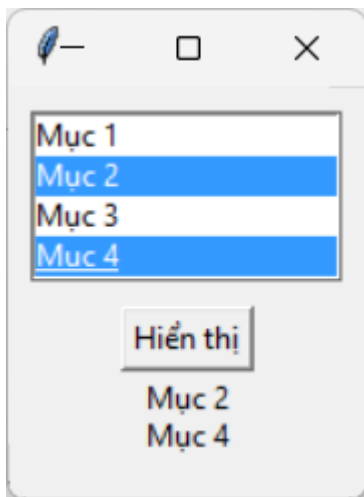 Mục 1
Mục 2
Mục 3
Mục 4
Hiển thị
Mục 2
Mục 4